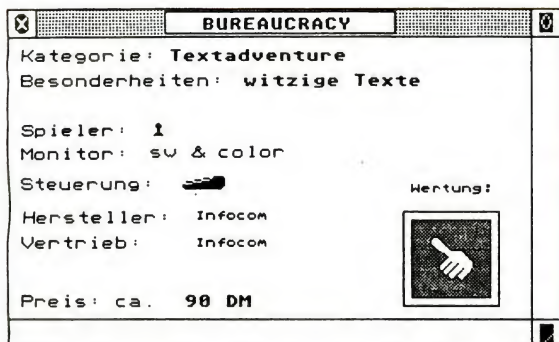 BUREAUCRACY
Kategorie: Textadventure
Besonderheiten: witzige Texte
Spieler: 1
Monitor: sw & color
Steuerung:
Wertung:
Hersteller: Infocom
Vertrieb: Infocom
Preis: ca. 90 DM